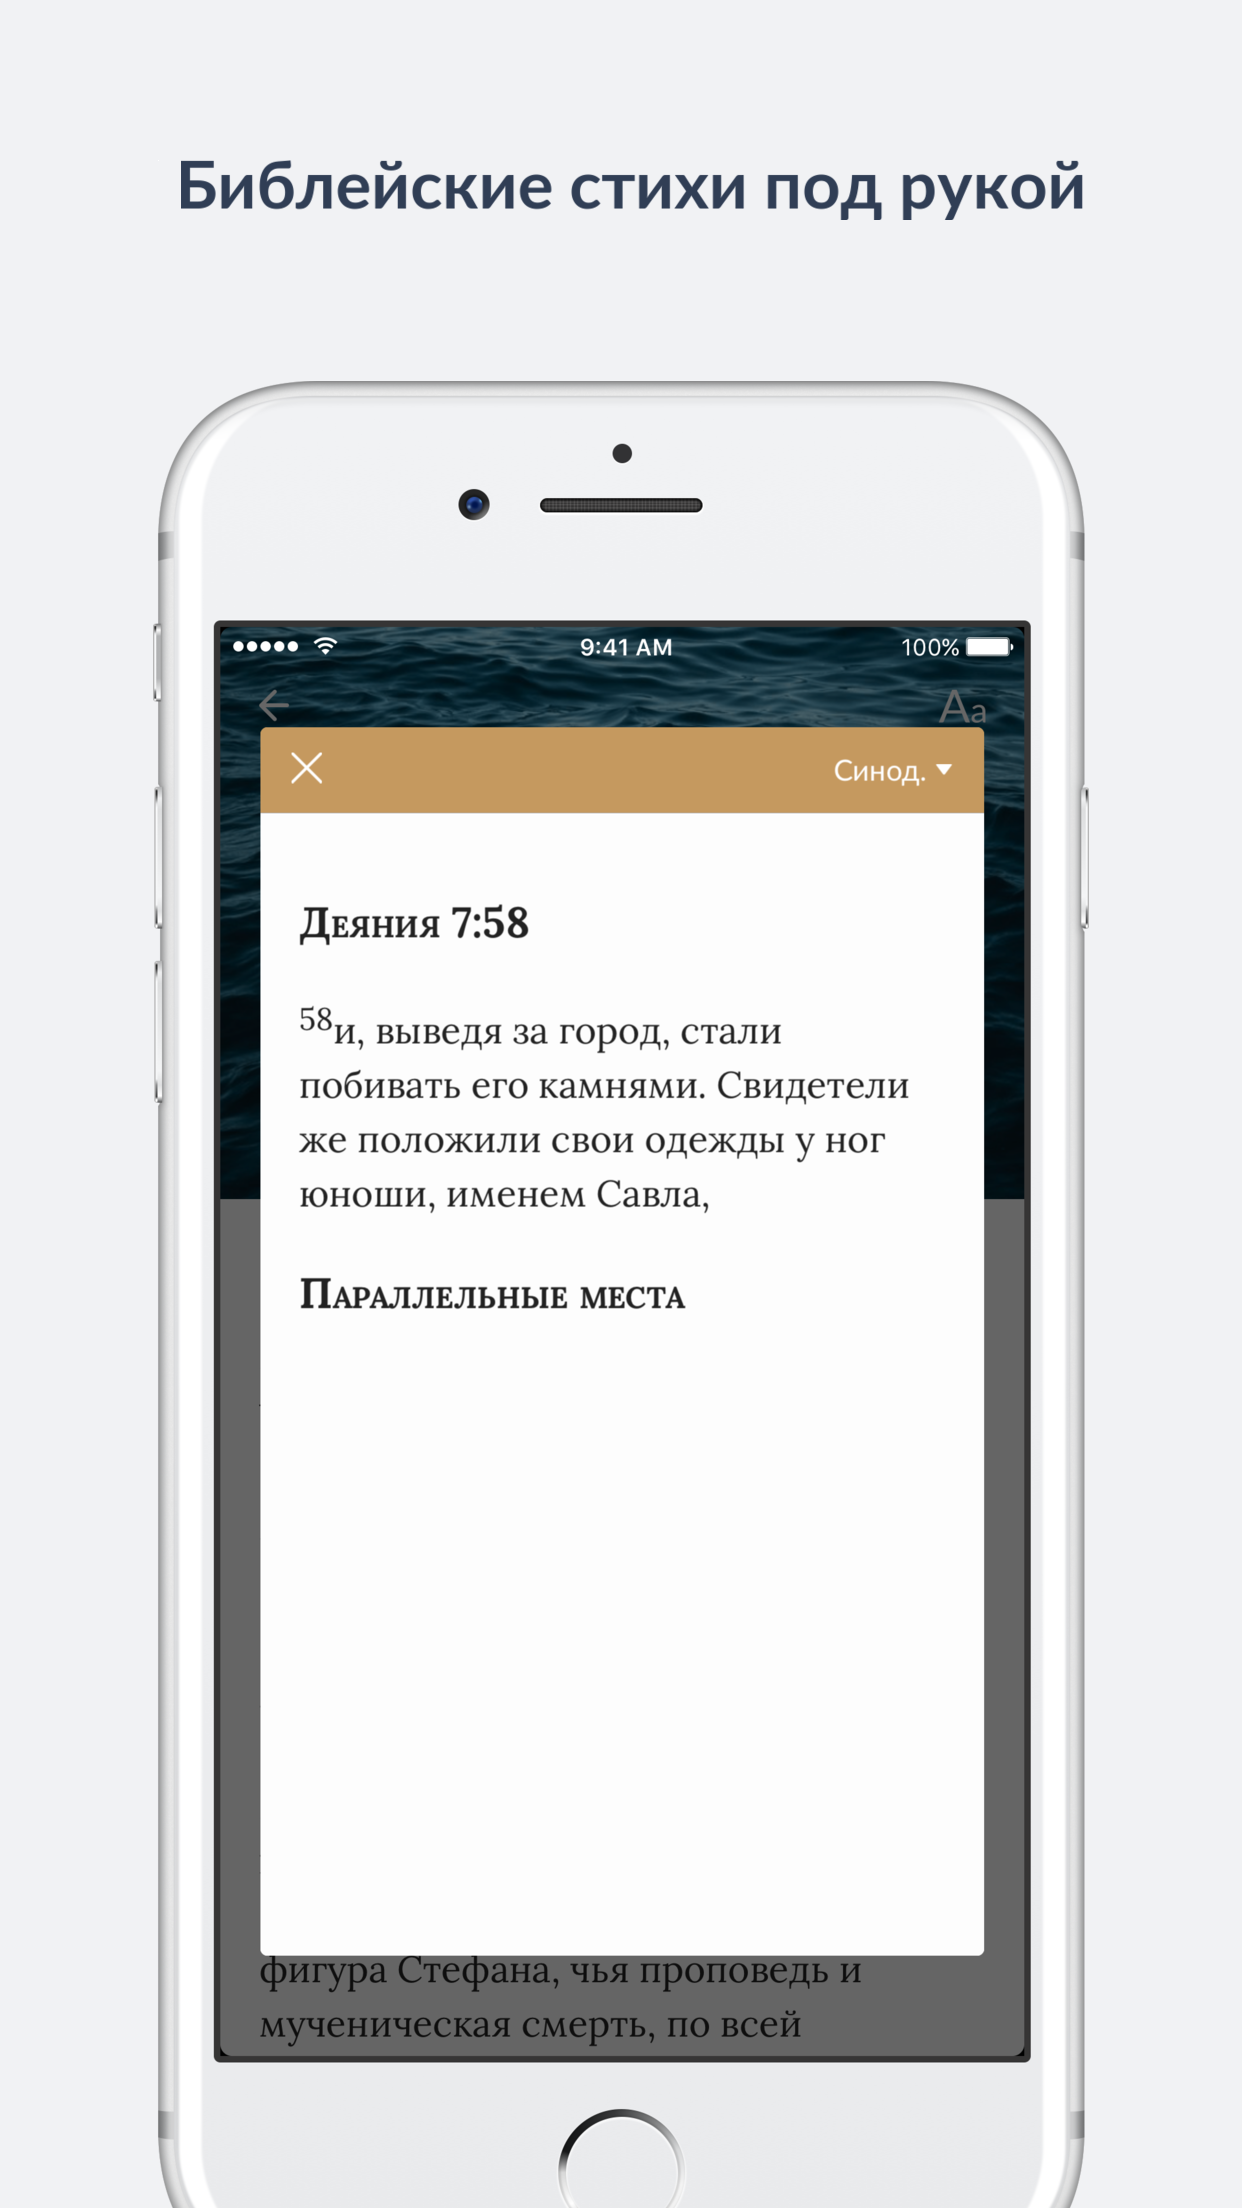 Библейские стихи под рукой
9:41 AM
100%
Aa
Синод.
Деяния 7:58
58и, выведя за город, стали
побивать его камнями. Свидетели
же положили свои одежды у ног
юноши, именем Савла,
Параллельные места
фигура Стефана, чья проповедь и
мученическая смерть, по всей